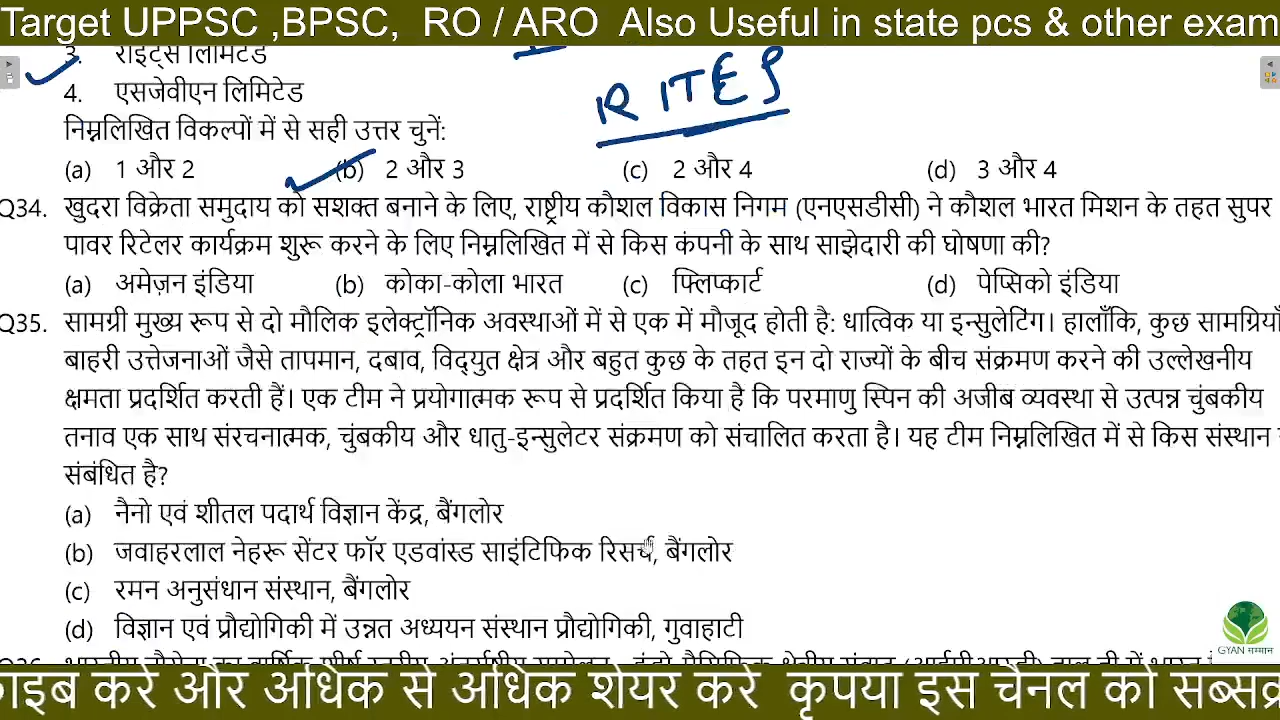 Target UPPSC ,BPSC, RO / ARO Also Useful in state pcs & other exam
3. राइट्स लिमिटेड
RITES
4. एसजेवीएन लिमिटेड
निम्नलिखित विकल्पों में से सही उत्तर चुनें:
(a) 1 और 2 (b) 2 और 3 (c) 2 और 4 (d) 3 और 4
Q34. खुदरा विक्रेता समुदाय को सशक्त बनाने के लिए, राष्ट्रीय कौशल विकास निगम (एनएसडीसी) ने कौशल भारत मिशन के तहत सुपर
पावर रिटेलर कार्यक्रम शुरू करने के लिए निम्नलिखित में से किस कंपनी के साथ साझेदारी की घोषणा की?
(a) अमेज़न इंडिया (b) कोका-कोला भारत (c) फ्लिप्कार्ट (d) पेप्सिको इंडिया
Q35. सामग्री मुख्य रूप से दो मौलिक इलेक्ट्रॉनिक अवस्थाओं में से एक में मौजूद होती है: धात्विक या इन्सुलेटिंग। हालाँकि, कुछ सामग्रियाँ
बाहरी उत्तेजनाओं जैसे तापमान, दबाव, विद्युत क्षेत्र और बहुत कुछ के तहत इन दो राज्यों के बीच संक्रमण करने की उल्लेखनीय
क्षमता प्रदर्शित करती हैं। एक टीम ने प्रयोगात्मक रूप से प्रदर्शित किया है कि परमाणु स्पिन की अजीब व्यवस्था से उत्पन्न चुंबकीय
तनाव एक साथ संरचनात्मक, चुंबकीय और धातु-इन्सुलेटर संक्रमण को संचालित करता है। यह टीम निम्नलिखित में से किस संस्थान
संबंधित है?
(a) नैनो एवं शीतल पदार्थ विज्ञान केंद्र, बैंगलोर
(b) जवाहरलाल नेहरू सेंटर फॉर एडवांस्ड साइंटिफिक रिसर्च, बैंगलोर
(c) रमन अनुसंधान संस्थान, बैंगलोर
(d) विज्ञान एवं प्रौद्योगिकी में उन्नत अध्ययन संस्थान प्रौद्योगिकी, गुवाहाटी
GYAN सम्मान
करे और अधिक से अधिक शेयर करे कृपया इस चैनल को